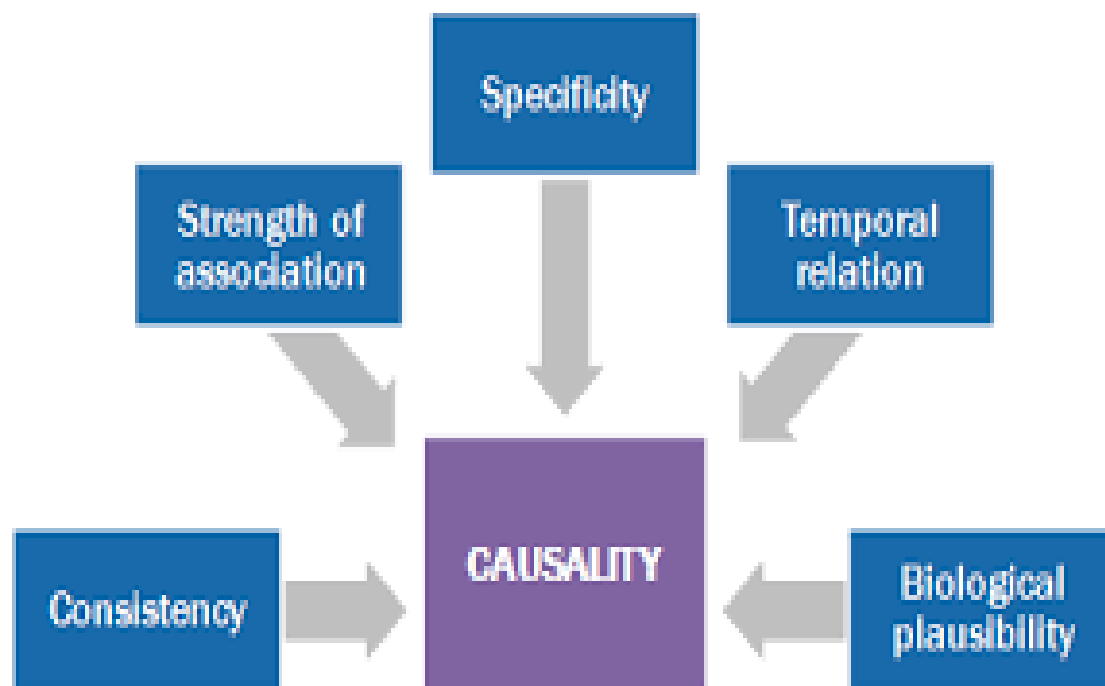 Specificity
Strength of
association
Temporal
relation
CAUSALITY
Consistency
Biological
plausibility